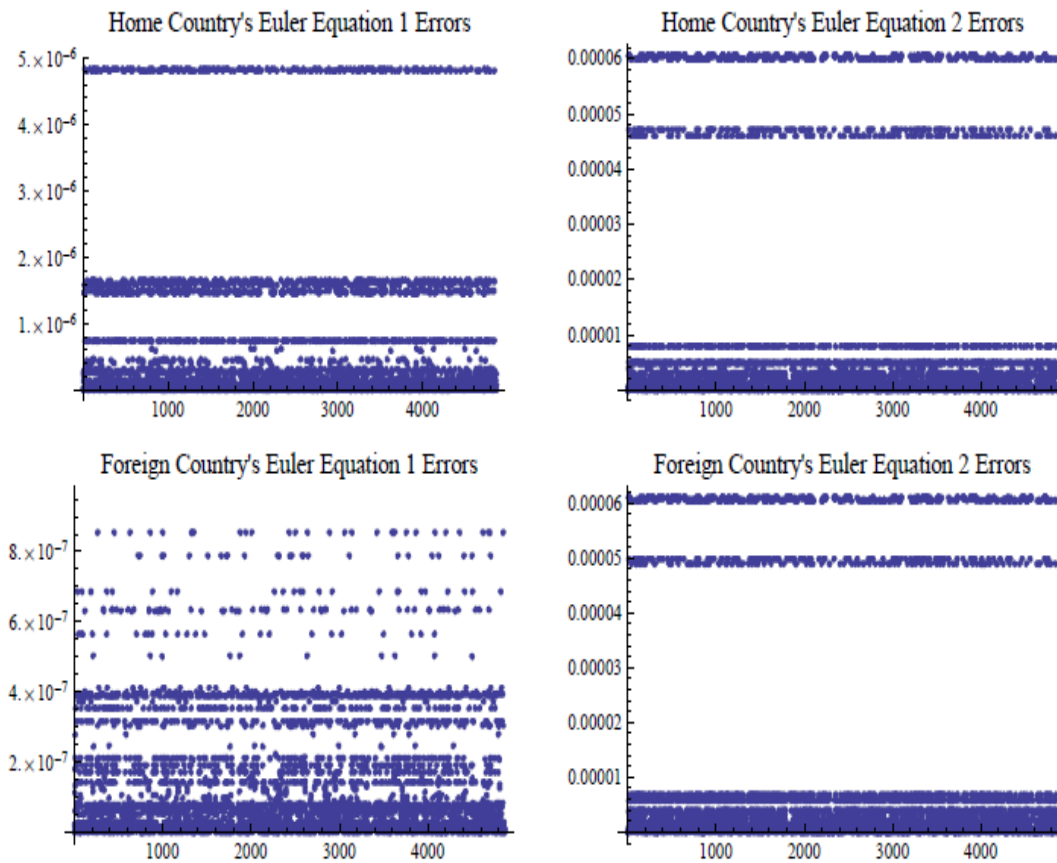 Home Country's Euler Equation 1 Errors
5.×10⁻⁶
4.×10⁻⁶
3.×10⁻⁶
2.×10⁻⁶
1.×10⁻⁶
1000 2000 3000 4000
Home Country's Euler Equation 2 Errors
0.00006
0.00005
0.00004
0.00003
0.00002
0.00001
1000 2000 3000 4000
Foreign Country's Euler Equation 1 Errors
8.×10⁻⁷
6.×10⁻⁷
4.×10⁻⁷
2.×10⁻⁷
1000 2000 3000 4000
Foreign Country's Euler Equation 2 Errors
0.00006
0.00005
0.00004
0.00003
0.00002
0.00001
1000 2000 3000 4000